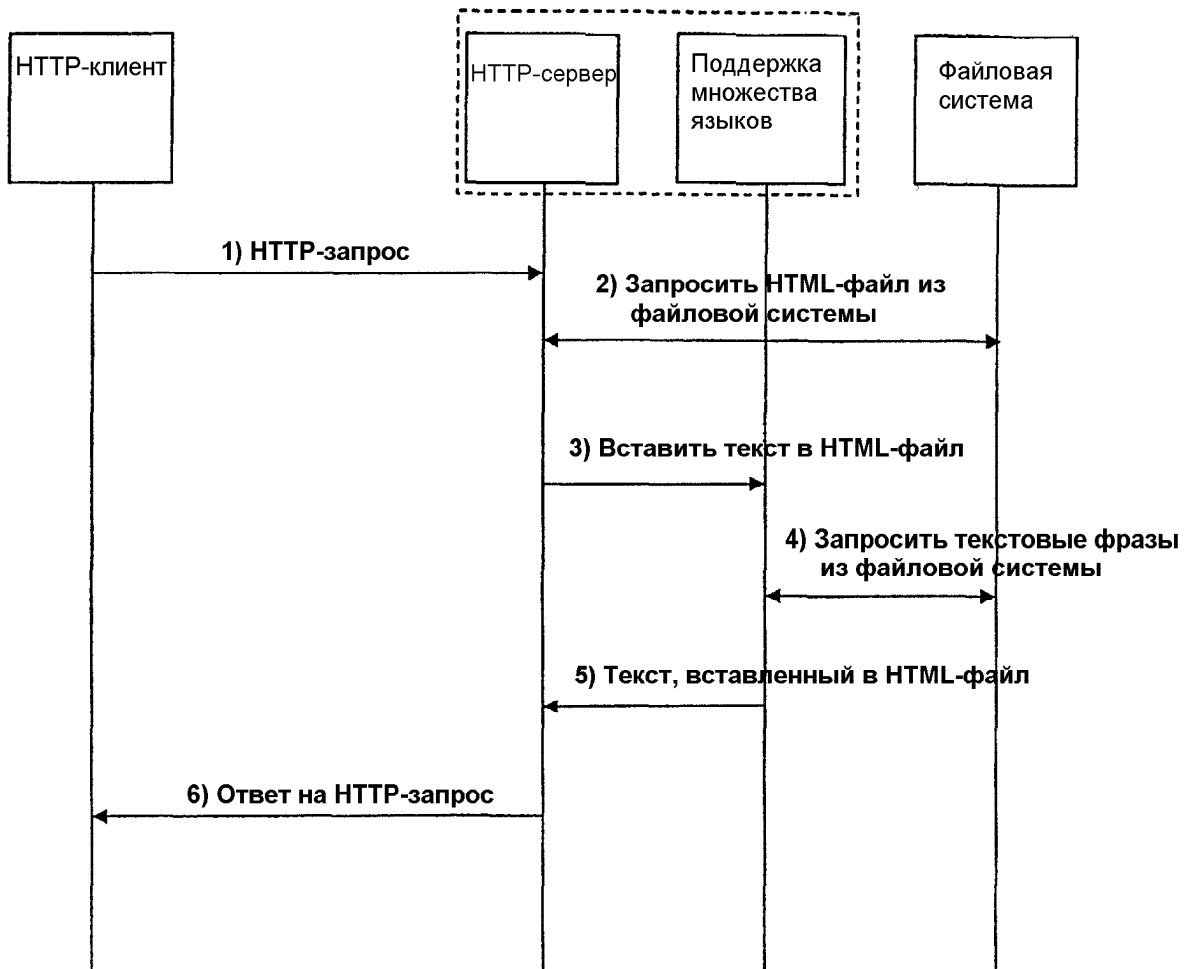 HTTP-клиент
HTTP-сервер
Поддержка
множества
языков
Файловая
система
1) HTTP-запрос
2) Запросить HTML-файл из
файловой системы
3) Вставить текст в HTML-файл
4) Запросить текстовые фразы
из файловой системы
5) Текст, вставленный в HTML-файл
6) Ответ на HTTP-запрос